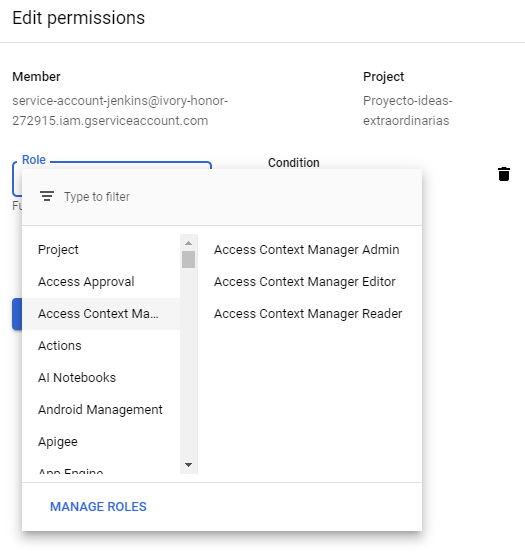 Edit permissions
Member
Project
service-account-jenkins@ivory-honor-
272915.iam.gserviceaccount.com
Proyecto-ideas-
extraordinarias
Role
Condition
Fu
Type to filter
Project
Access Approval
Access Context Ma...
Actions
AI Notebooks
Android Management
Apigee
App Engine
Access Context Manager Admin
Access Context Manager Editor
Access Context Manager Reader
MANAGE ROLES